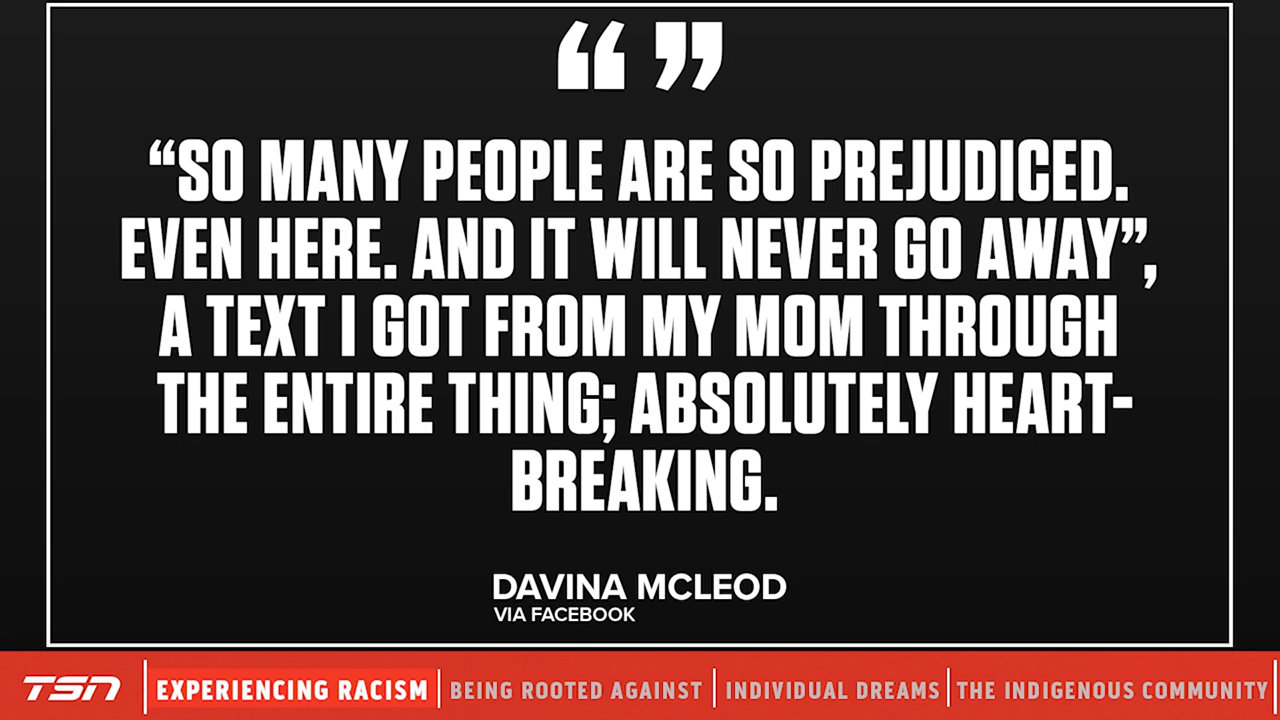 “ ”
“SO MANY PEOPLE ARE SO PREJUDICED.
EVEN HERE. AND IT WILL NEVER GO AWAY”,
A TEXT I GOT FROM MY MOM THROUGH
THE ENTIRE THING; ABSOLUTELY HEART-
BREAKING.
DAVINA MCLEOD
VIA FACEBOOK
TSN EXPERIENCING RACISM BEING ROOTED AGAINST INDIVIDUAL DREAMS THE INDIGENOUS COMMUNITY